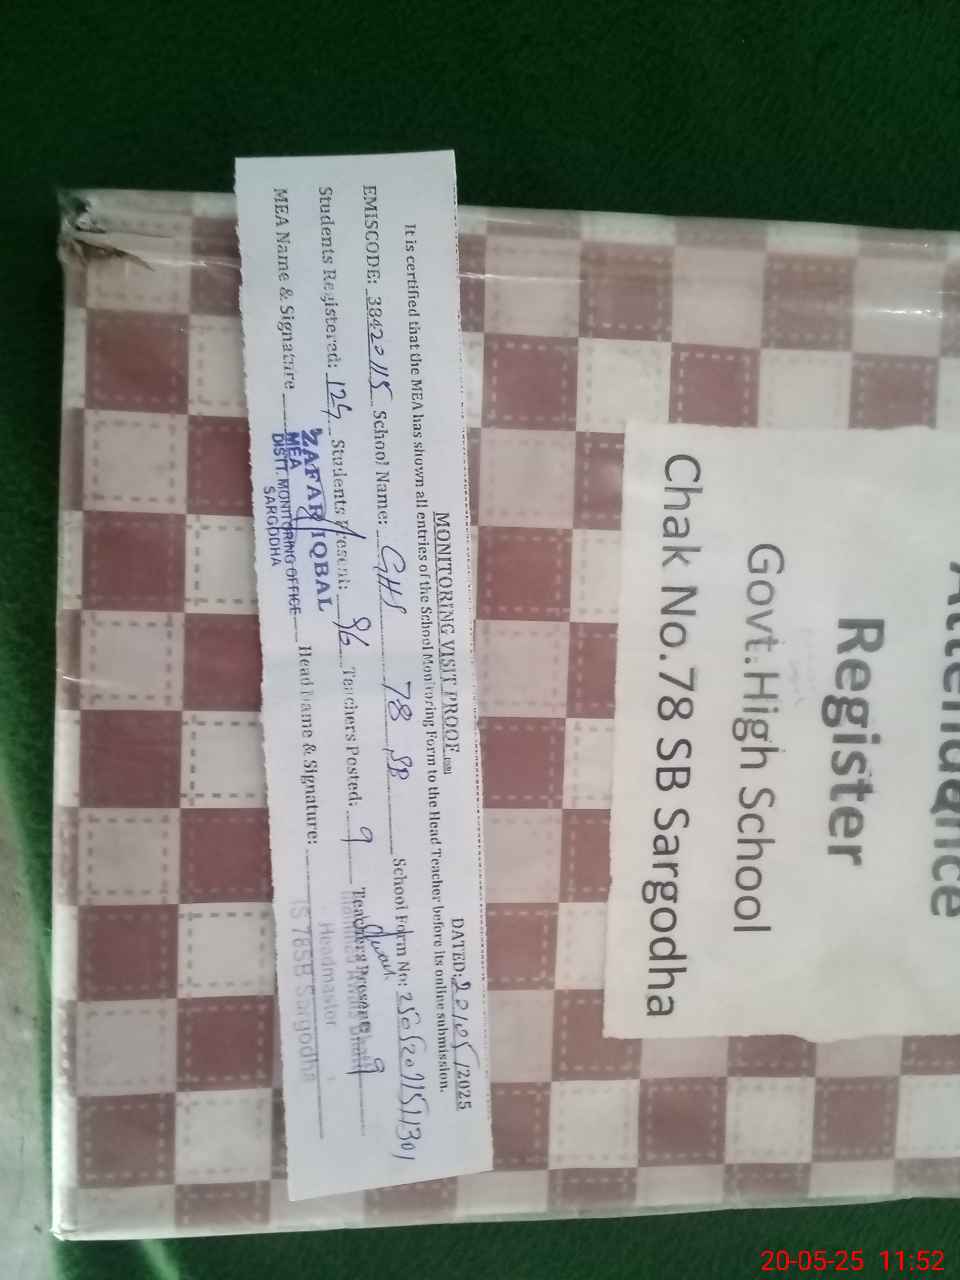 MONITORING VISIT PROOF
DATED: 20/05/2025
It is certified that the MEA has shown all entries of the School Monitoring Form to the Head Teacher before its online submission.
EMISCODE: 38420115 School Name: GHS 78 SB School Form No:
Students Registered: 124 Students Present: 96 Teachers Posted: 9 Teachers Present 9
MEA Name & Signature Head Name & Signature:
ZAFAR IQBAL
MEA
DISTT. MONITORING OFFICE
SARGODHA
Headmaster
78SB Sargodha
Attendance
Register
Govt.High School
Chak No.78 SB Sargodha
20-05-25 11:52